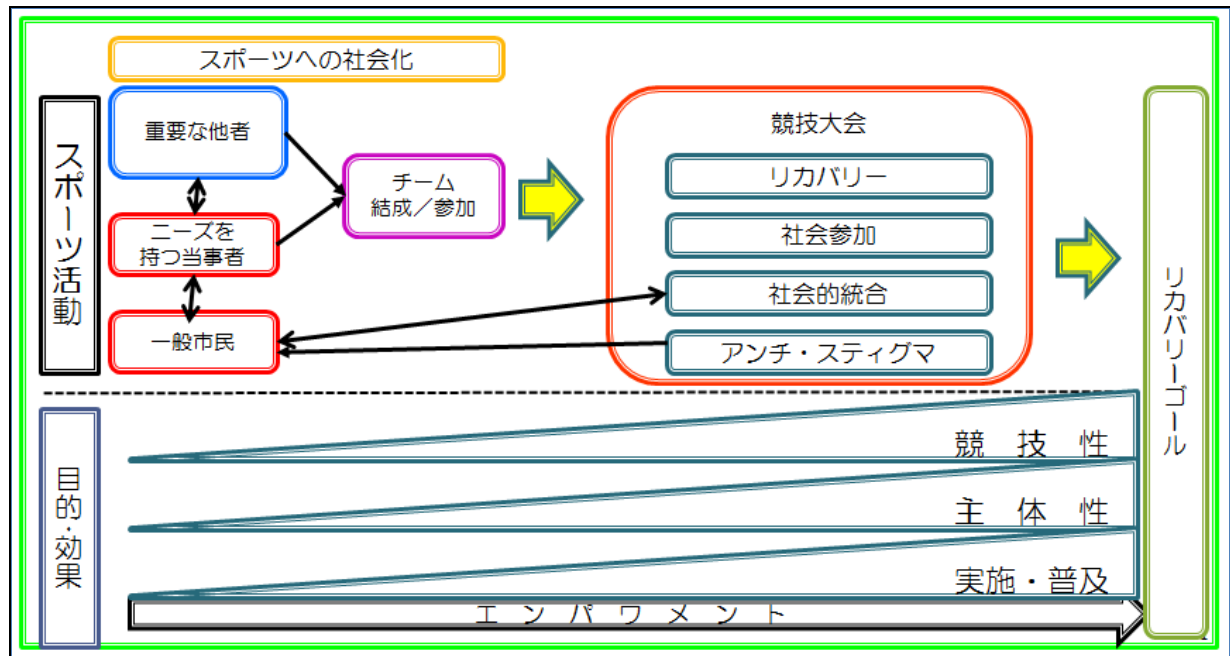 スポーツへの社会化
スポーツ活動
重要な他者
ニーズを
持つ当事者
一般市民
チーム
結成／参加
競技大会
リカバリー
社会参加
社会的統合
アンチ・スティグマ
リカバリーゴール
目的・効果
競技性
主体性
実施・普及
エンパワメント